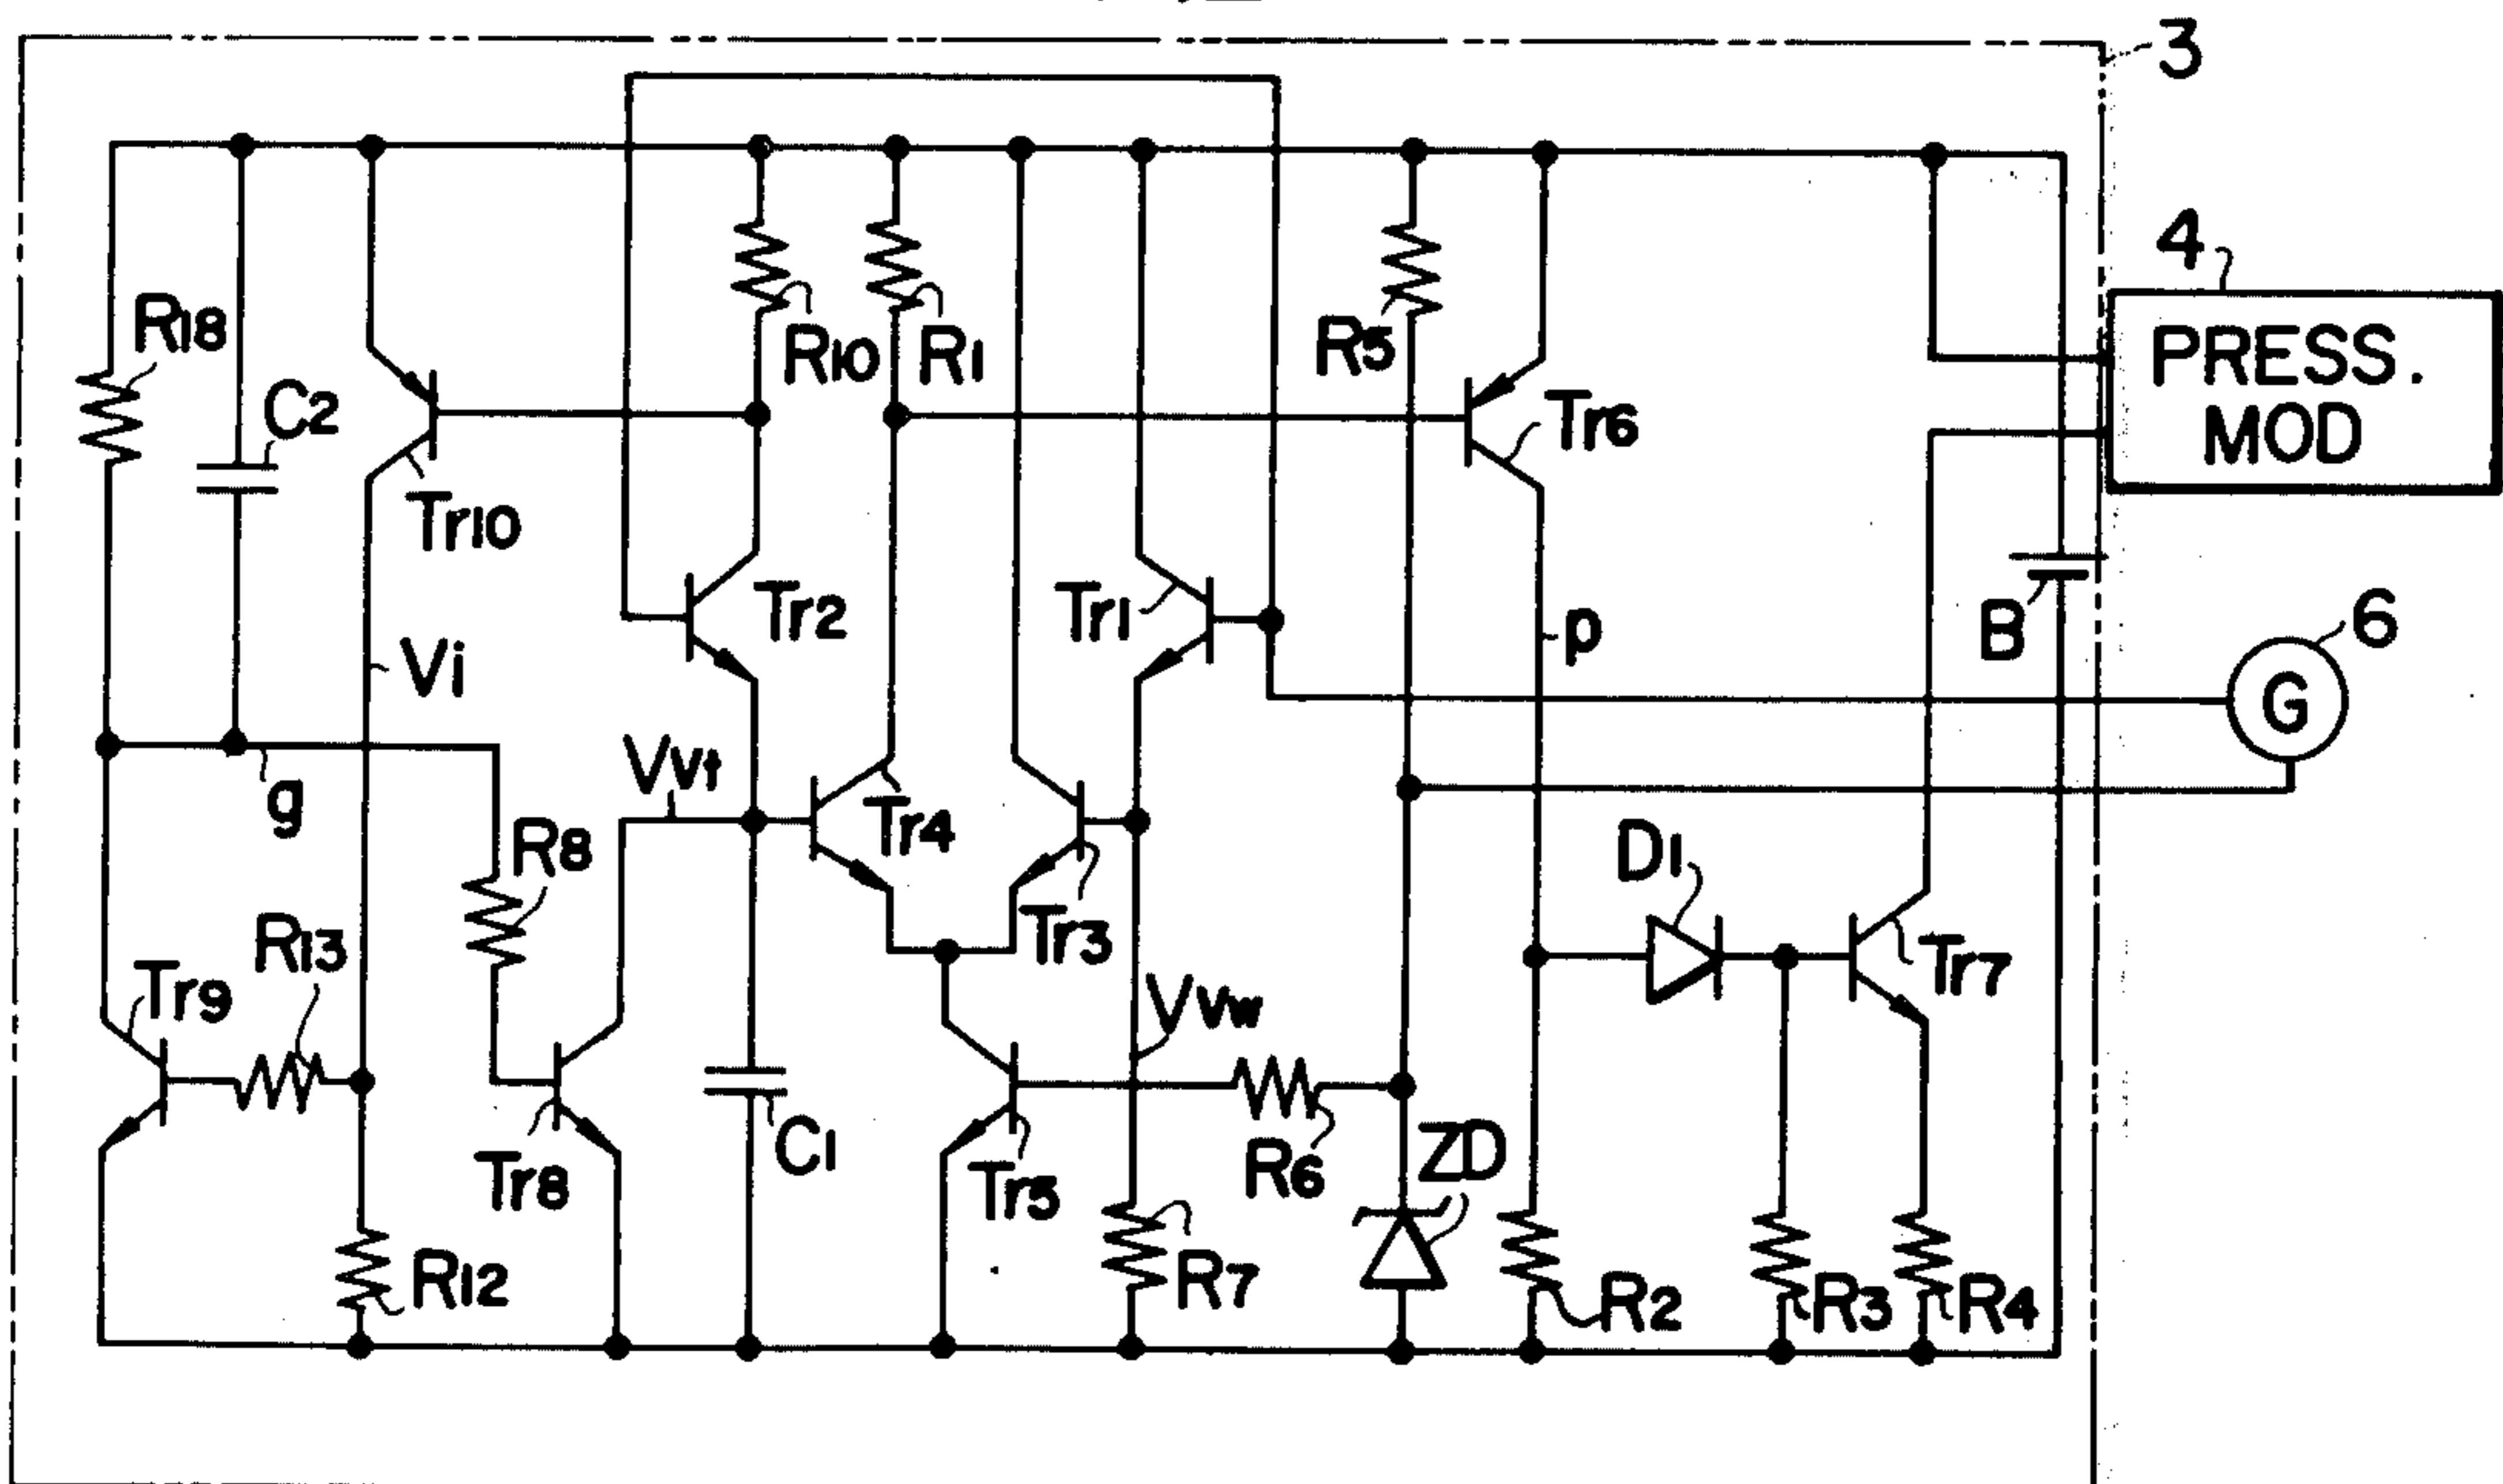 3
4
PRESS.
MOD
R18
C2
R10
R1
R5
Tr6
Tr10
Tr2
Tr1
P
B
6
G
Vi
Vvf
g
R8
Tr4
D1
Tr3
Tr7
R13
Tr9
Vvw
C1
Tr8
Tr5
R6
ZD
R12
R7
R2
R3
R4